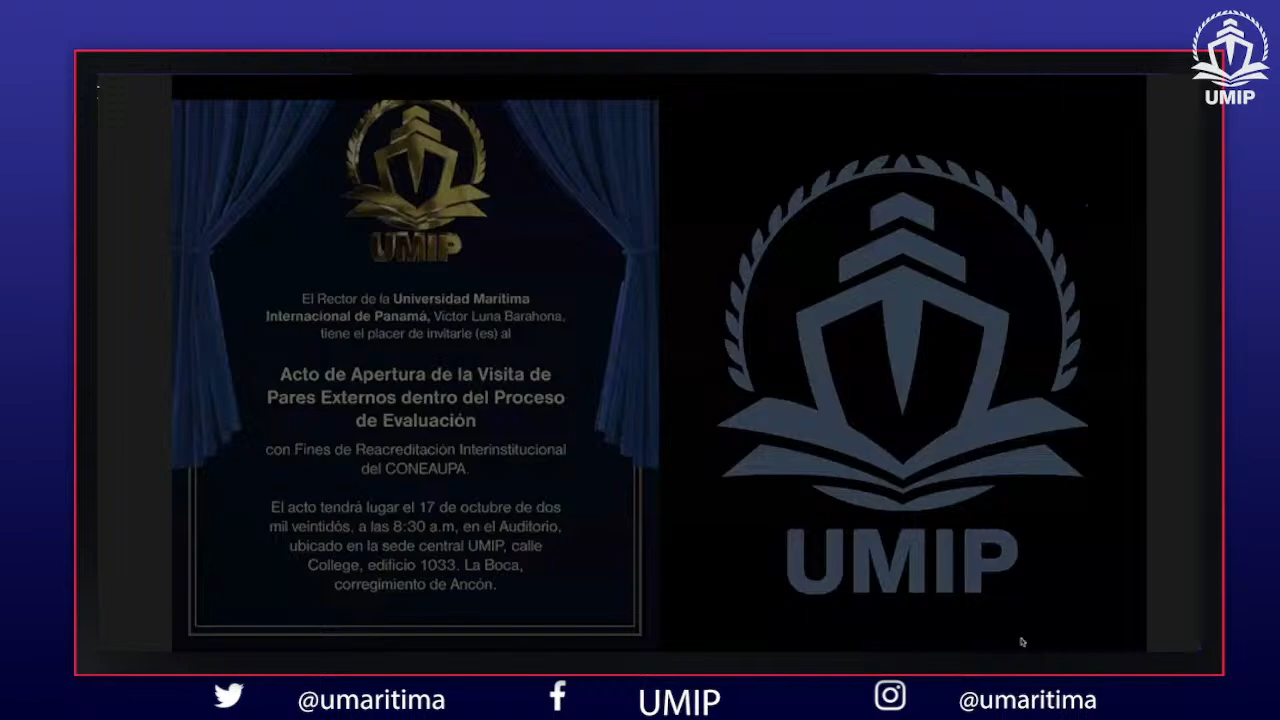 UMIP
UMIP
El Rector de la Universidad Marítima
Internacional de Panamá, Víctor Luna Barahona,
tiene el placer de invitarle (es) al
Acto de Apertura de la Visita de
Pares Externos dentro del Proceso
de Evaluación
con Fines de Reacreditación Interinstitucional
del CONEAUPA.
El acto tendrá lugar el 17 de octubre de dos
mil veintidós, a las 8:30 a.m, en el Auditorio,
ubicado en la sede central UMIP, calle
College, edificio 1033. La Boca,
corregimiento de Ancón.
UMIP
@umaritima
UMIP
@umaritima